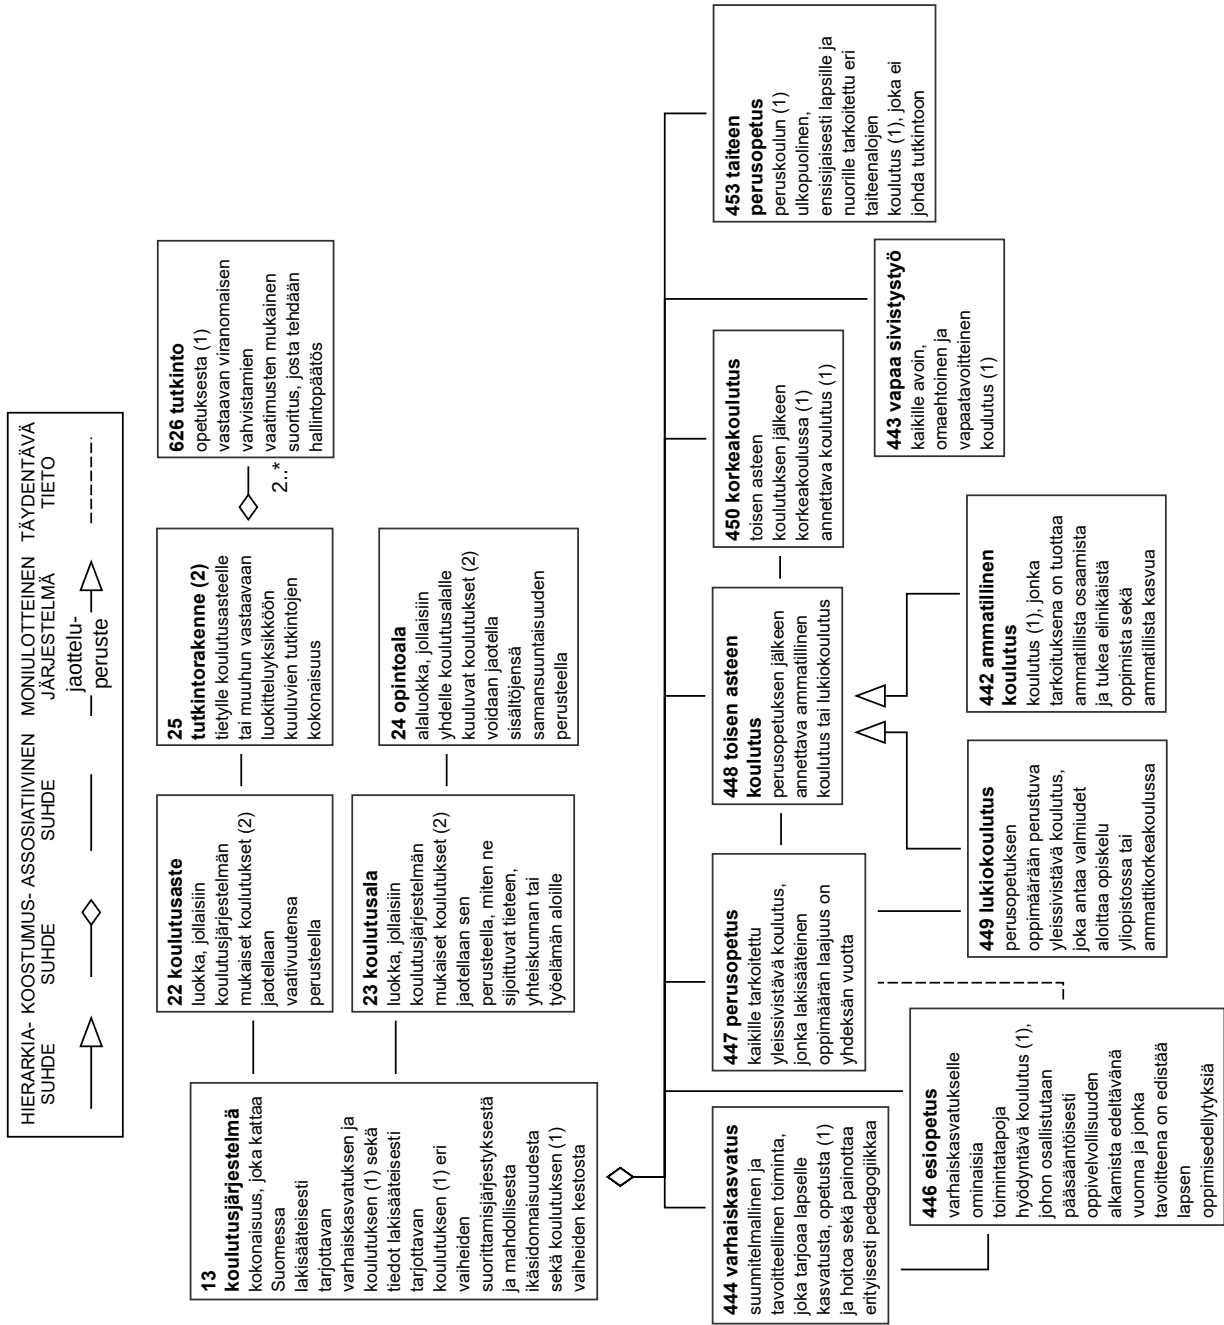 HIERARKIA-
SUHDE
KOOSTUMUS-
SUHDE
ASSOSIATIIVINEN
SUHDE
MONIULOTTEINEN
JÄRJESTELMÄ
TÄYDENTÄVÄ
TIETO
jaottelu-
peruste
13
koulutusjärjestelmä
kokonaisuus, joka kattaa
Suomessa
lakisääteisesti
tarjottavan
varhaiskasvatuksen ja
koulutuksen (1) sekä
tiedot lakisääteisesti
tarjottavan
koulutuksen (1) eri
vaiheiden
suorittamisjärjestyksestä
ja mahdollisesta
ikäsidonnaisuudesta
sekä koulutuksen (1)
vaiheiden kestosta
22 koulutusaste
luokka, jollaisiin
koulutusjärjestelmän
mukaiset koulutukset (2)
jaotellaan
vaativuutensa
perusteella
25
tutkintorakenne (2)
tietylle koulutusasteelle
tai muuhun vastaavaan
luokitteluyksikköön
kuuluvien tutkintojen
kokonaisuus
2..*
626 tutkinto
opetuksesta (1)
vastaavan viranomaisen
vahvistamien
vaatimusten mukainen
suoritus, josta tehdään
hallintopäätös
23 koulutusala
luokka, jollaisiin
koulutusjärjestelmän
mukaiset koulutukset (2)
jaotellaan sen
perusteella, miten ne
sijoittuvat tieteen,
yhteiskunnan tai
työelämän aloille
24 opintoala
alaluokka, jollaisiin
yhdelle koulutusalalle
kuuluvat koulutukset (2)
voidaan jaotella
sisältöjensä
samansuuntaisuuden
perusteella
444 varhaiskasvatus
suunnitelmallinen ja
tavoitteellinen toiminta,
joka tarjoaa lapselle
kasvatusta, opetusta (1)
ja hoitoa sekä painottaa
erityisesti pedagogiikkaa
447 perusopetus
kaikille tarkoitettu
yleissivistävä koulutus,
jonka lakisääteinen
oppimäärän laajuus on
yhdeksän vuotta
448 toisen asteen
koulutus
perusopetuksen jälkeen
annettava ammatillinen
koulutus tai lukiokoulutus
450 korkeakoulutus
toisen asteen
koulutuksen jälkeen
korkeakoulussa (1)
annettava koulutus (1)
453 taiteen
perusopetus
peruskoulun (1)
ulkopuolinen,
ensisijaisesti lapsille ja
nuorille tarkoitettu eri
taiteenalojen
koulutus (1), joka ei
johda tutkintoon
443 vapaa sivistystyö
kaikille avoin,
omaehtoinen ja
vapaatavoitteinen
koulutus (1)
446 esiopetus
varhaiskasvatukselle
ominaisia
toimintatapoja
hyödyntävä koulutus (1),
johon osallistutaan
pääsääntöisesti
oppivelvollisuuden
alkamista edeltävänä
vuonna ja jonka
tavoitteena on edistää
lapsen
oppimisedellytyksiä
449 lukiokoulutus
perusopetuksen
oppimäärään perustuva
yleissivistävä koulutus,
joka antaa valmiudet
aloittaa opiskelu
yliopistossa tai
ammattikorkeakoulussa
442 ammatillinen
koulutus
koulutus (1), jonka
tarkoituksena on tuottaa
ammatillista osaamista
ja tukea elinikäistä
oppimista sekä
ammatillista kasvua